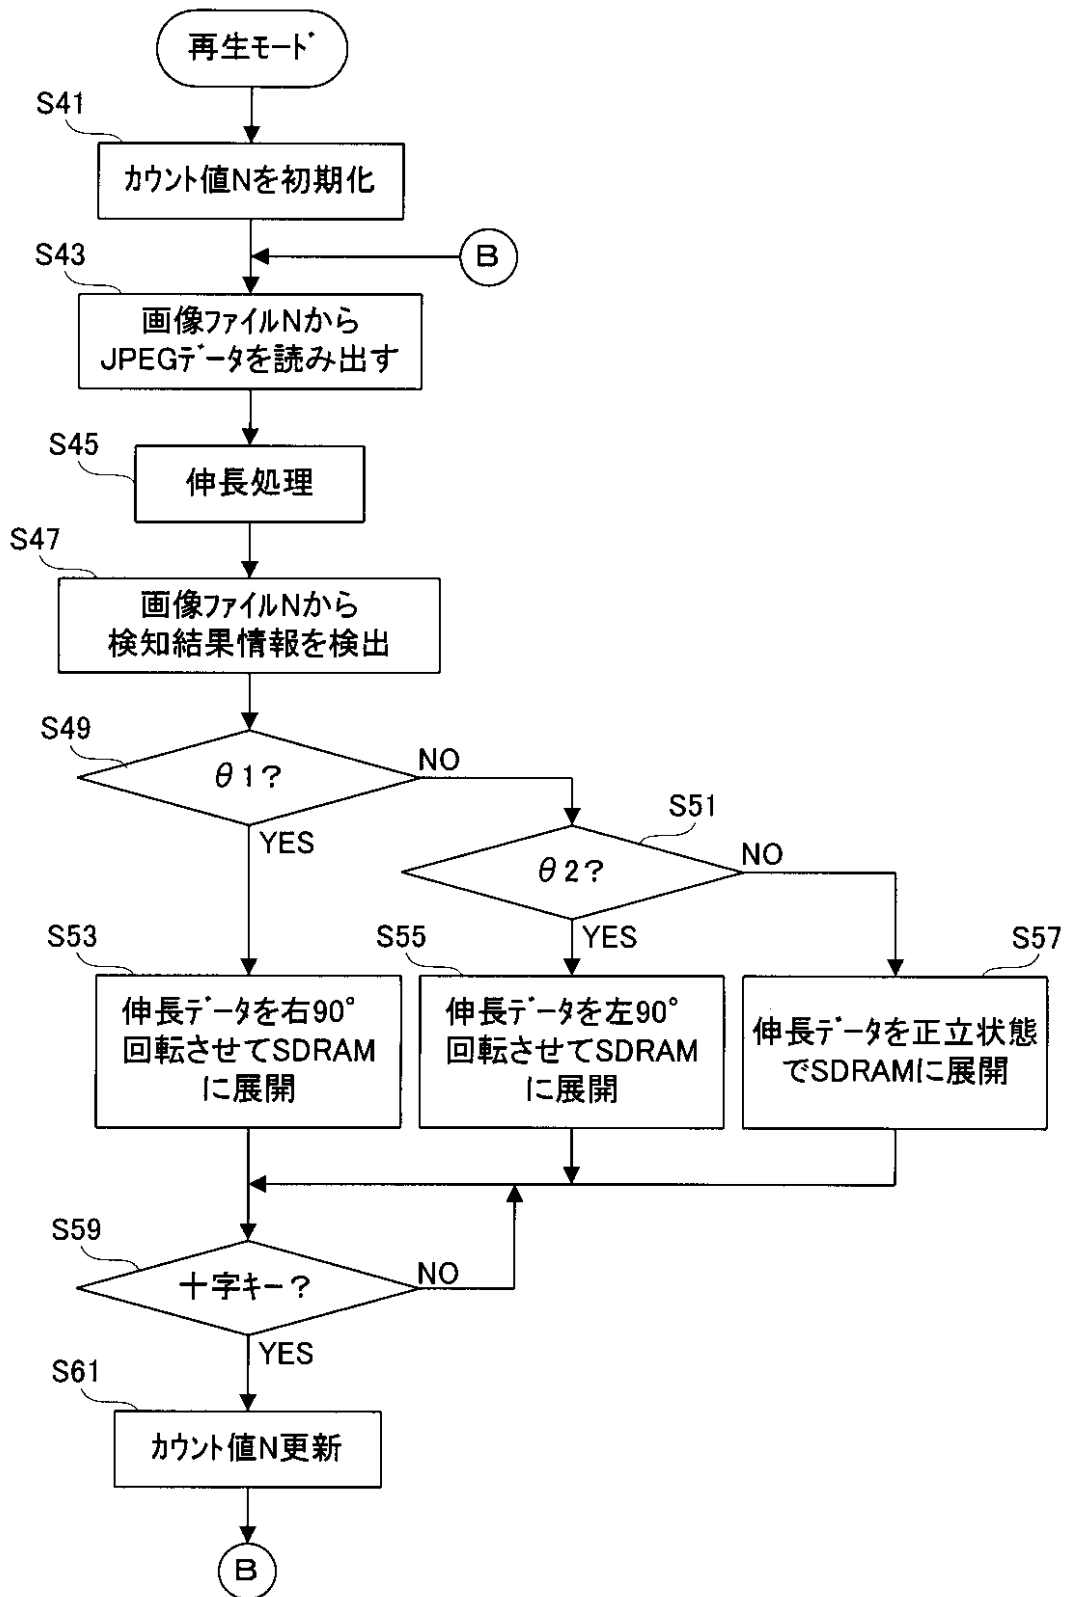 再生モード
S41
カウント値Nを初期化
B
S43
画像ファイルNから
JPEGデータを読み出す
S45
伸長処理
S47
画像ファイルNから
検知結果情報を検出
S49
θ1?
NO
YES
S51
θ2?
NO
YES
S53
伸長データを右90°
回転させてSDRAM
に展開
S55
伸長データを左90°
回転させてSDRAM
に展開
S57
伸長データを正立状態
でSDRAMに展開
S59
十字キー?
NO
YES
S61
カウント値N更新
B